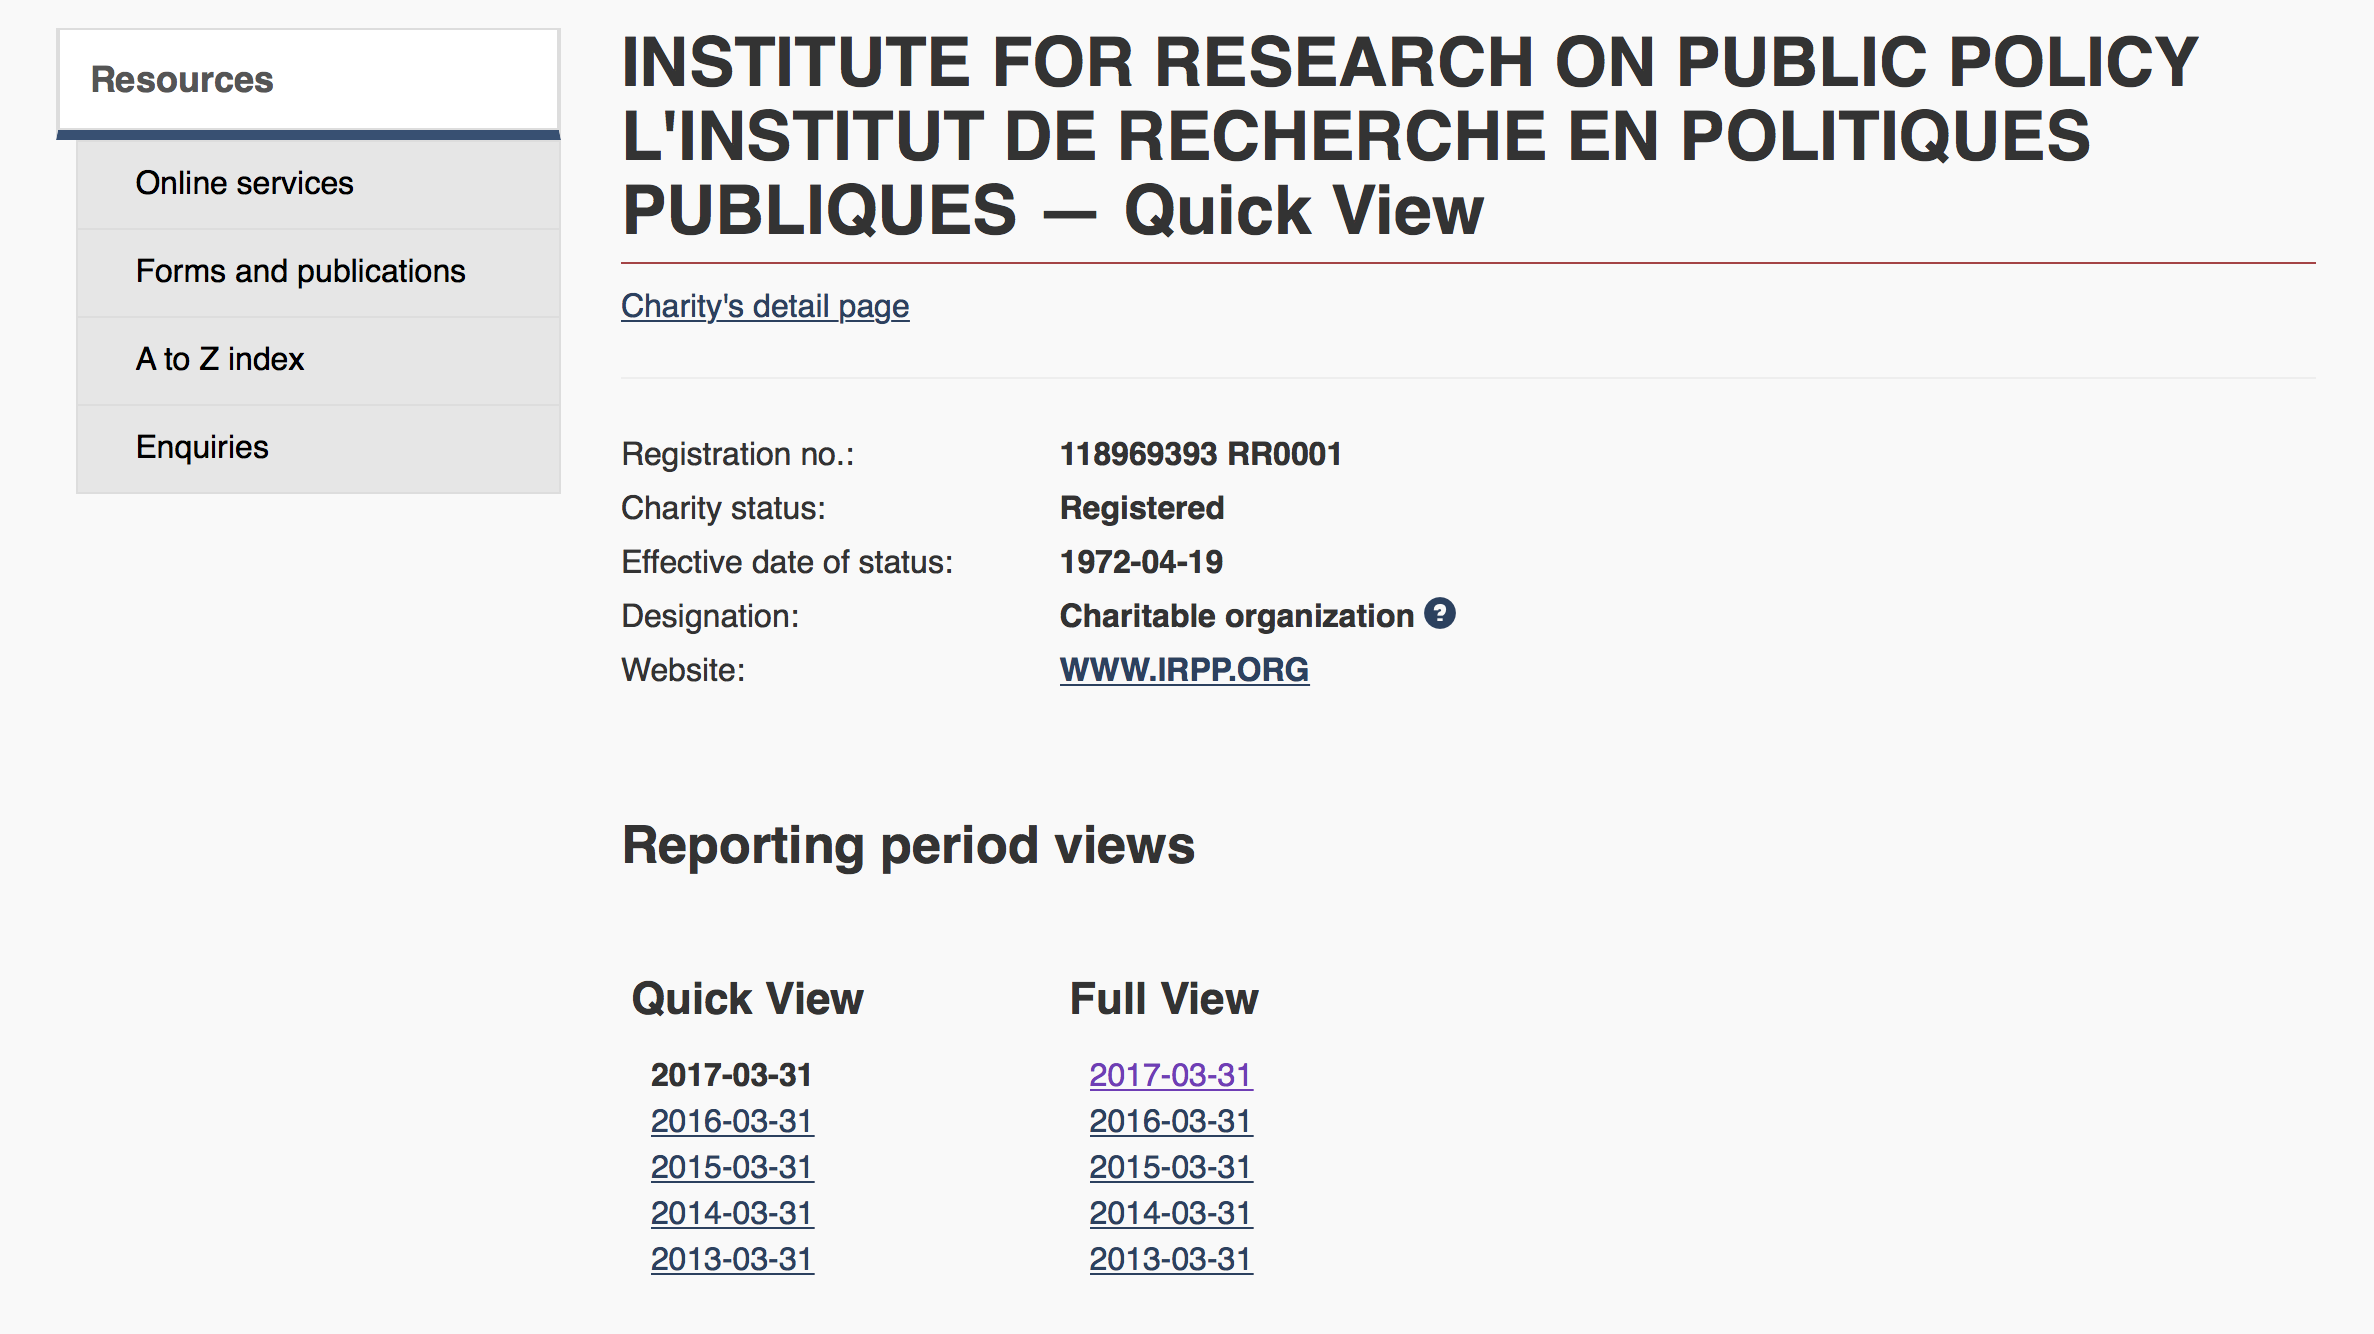 Resources
Online services
Forms and publications
A to Z index
Enquiries
INSTITUTE FOR RESEARCH ON PUBLIC POLICY
L'INSTITUT DE RECHERCHE EN POLITIQUES
PUBLIQUES — Quick View
Charity's detail page
Registration no.: 118969393 RR0001
Charity status: Registered
Effective date of status: 1972-04-19
Designation: Charitable organization ?
Website: WWW.IRPP.ORG
Reporting period views
Quick View Full View
2017-03-31 2017-03-31
2016-03-31 2016-03-31
2015-03-31 2015-03-31
2014-03-31 2014-03-31
2013-03-31 2013-03-31